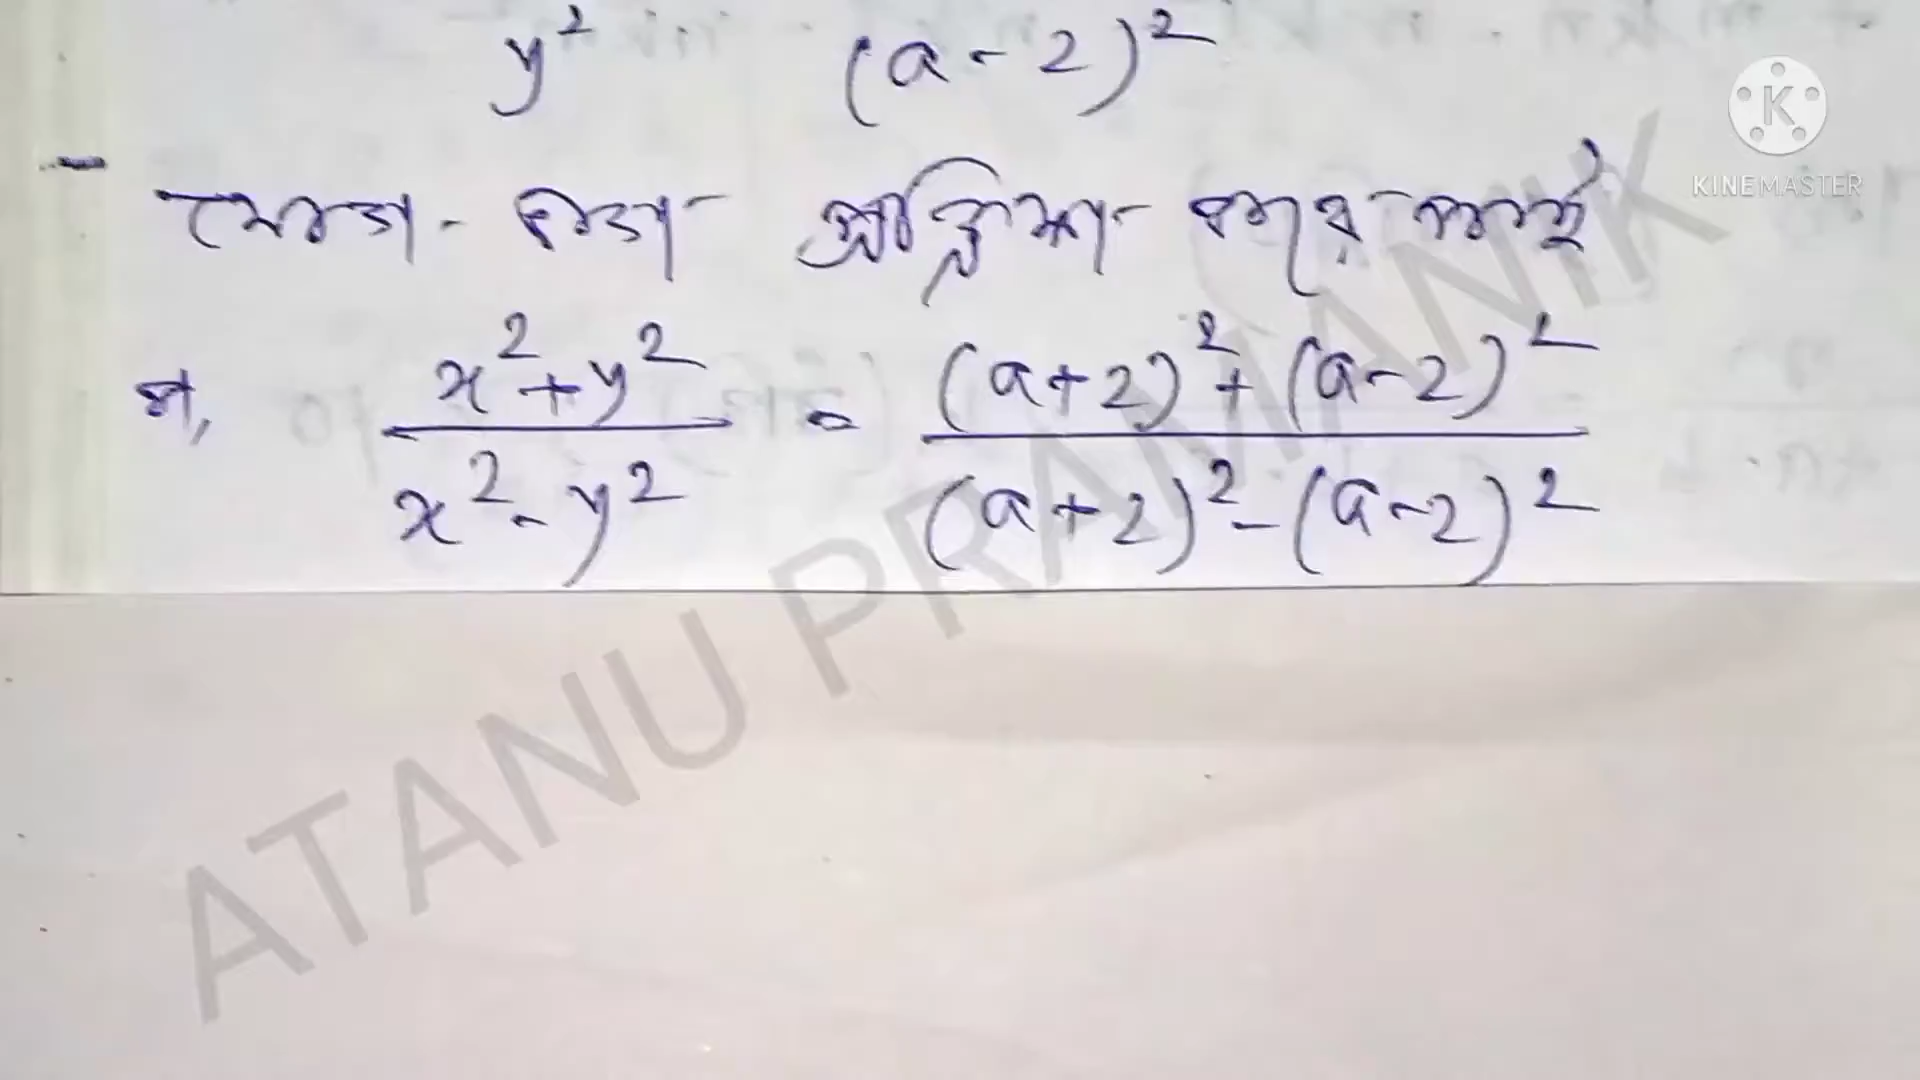 y² (a-2)²
যোগ - ভাগ প্রক্রিয়া করে পাই
বা, x²+y² / x²-y² = (a+2)²+(a-2)² / (a+2)²-(a-2)²
KINEMASTER
ATANU PRAMANIK